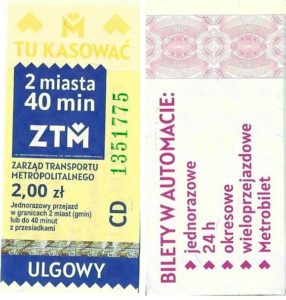 TU KASOWAĆ
2 miasta
40 min
ZTM
ZARZĄD TRANSPORTU
METROPOLITALNEGO
2,00 zł
Jednorazowy przejazd
w granicach 2 miast (gmin)
lub do 40 minut
z przesiadkami
ULGOWY
CD 1351775
BILETY W AUTOMACIE:
jednorazowe
24 h
okresowe
wieloprzejazdowe
Metrobilet